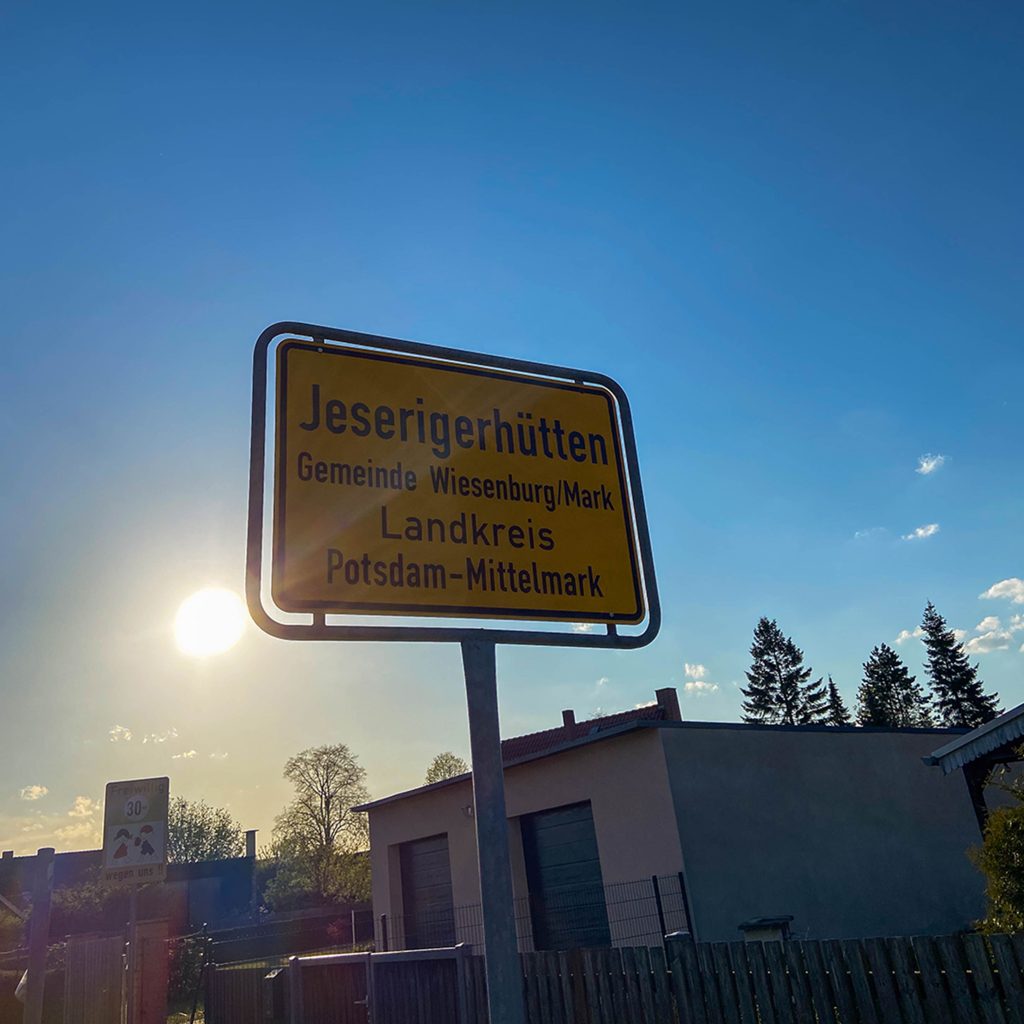 Jeserigerhütten
Gemeinde Wiesenburg/Mark
Landkreis
Potsdam-Mittelmark
Freiwillig
30
wegen uns !!